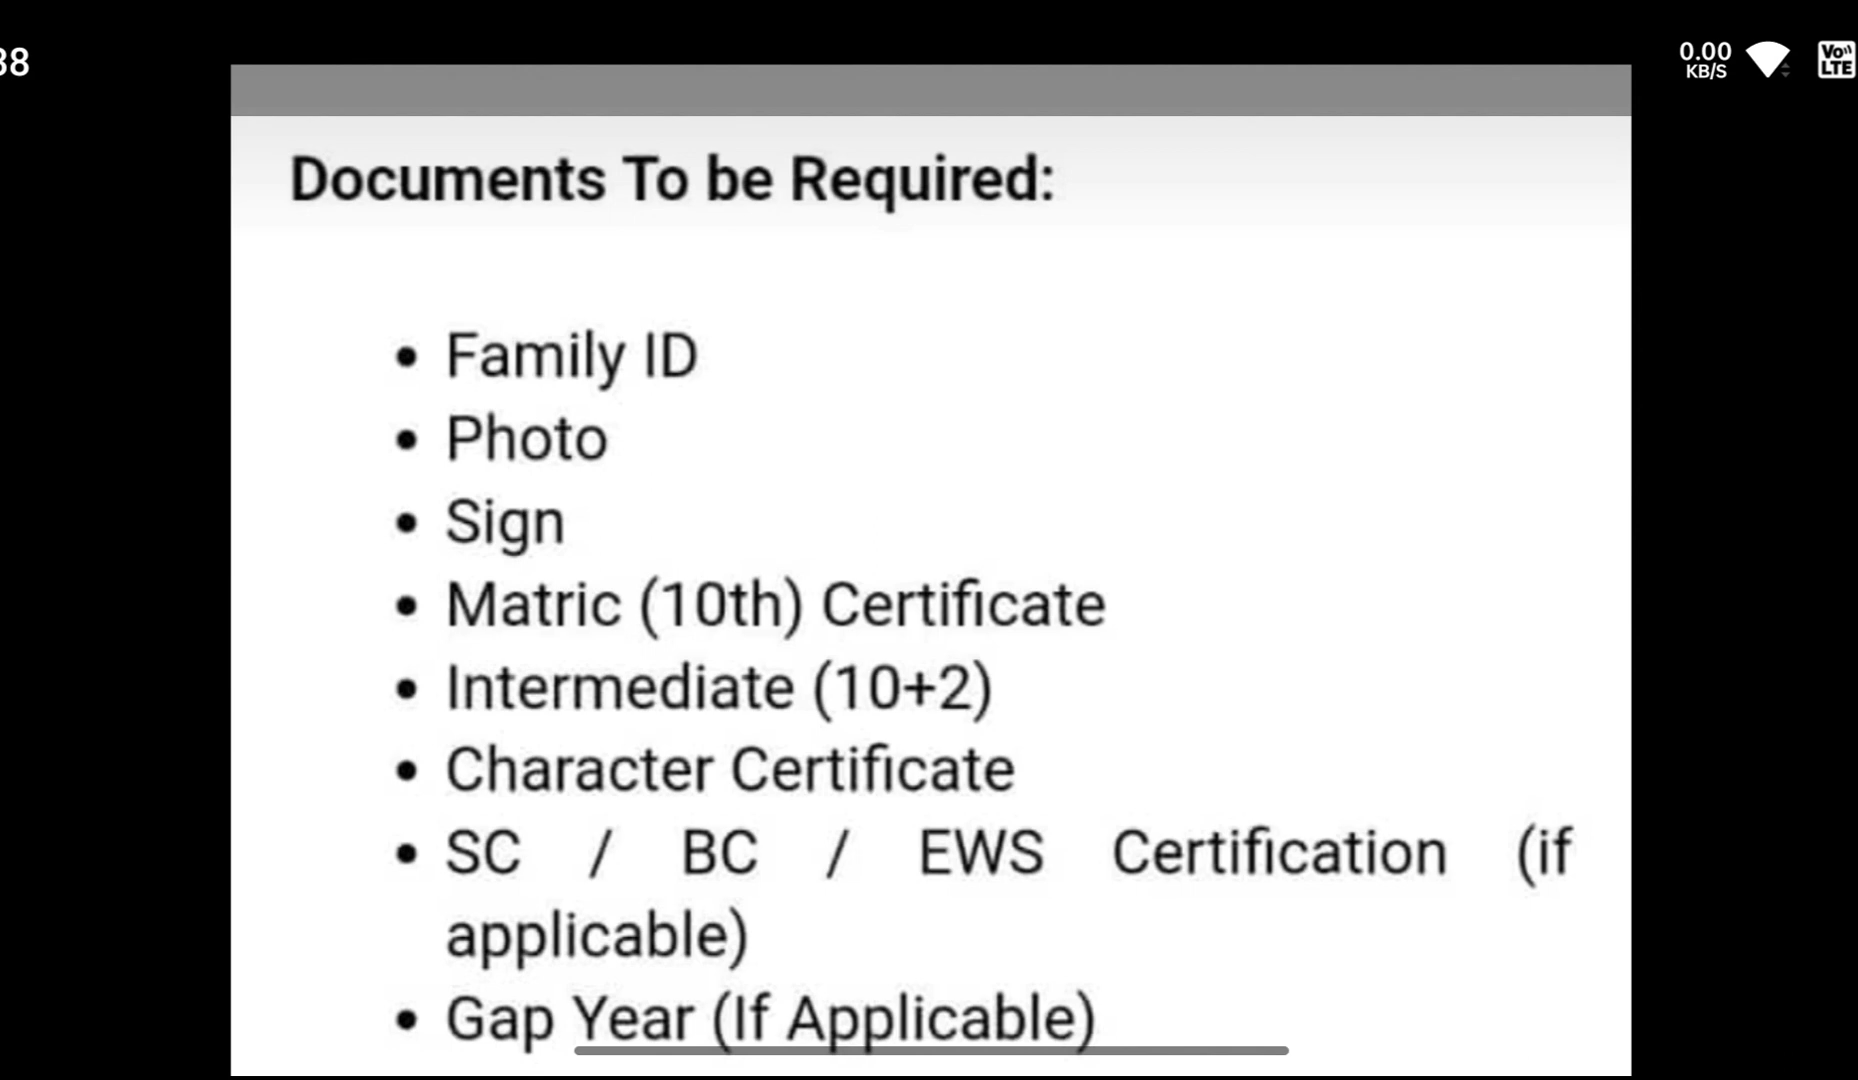 38
0.00
KB/S
Vo))
LTE
Documents To be Required:
• Family ID
• Photo
• Sign
• Matric (10th) Certificate
• Intermediate (10+2)
• Character Certificate
• SC / BC / EWS Certification (if
applicable)
• Gap Year (If Applicable)